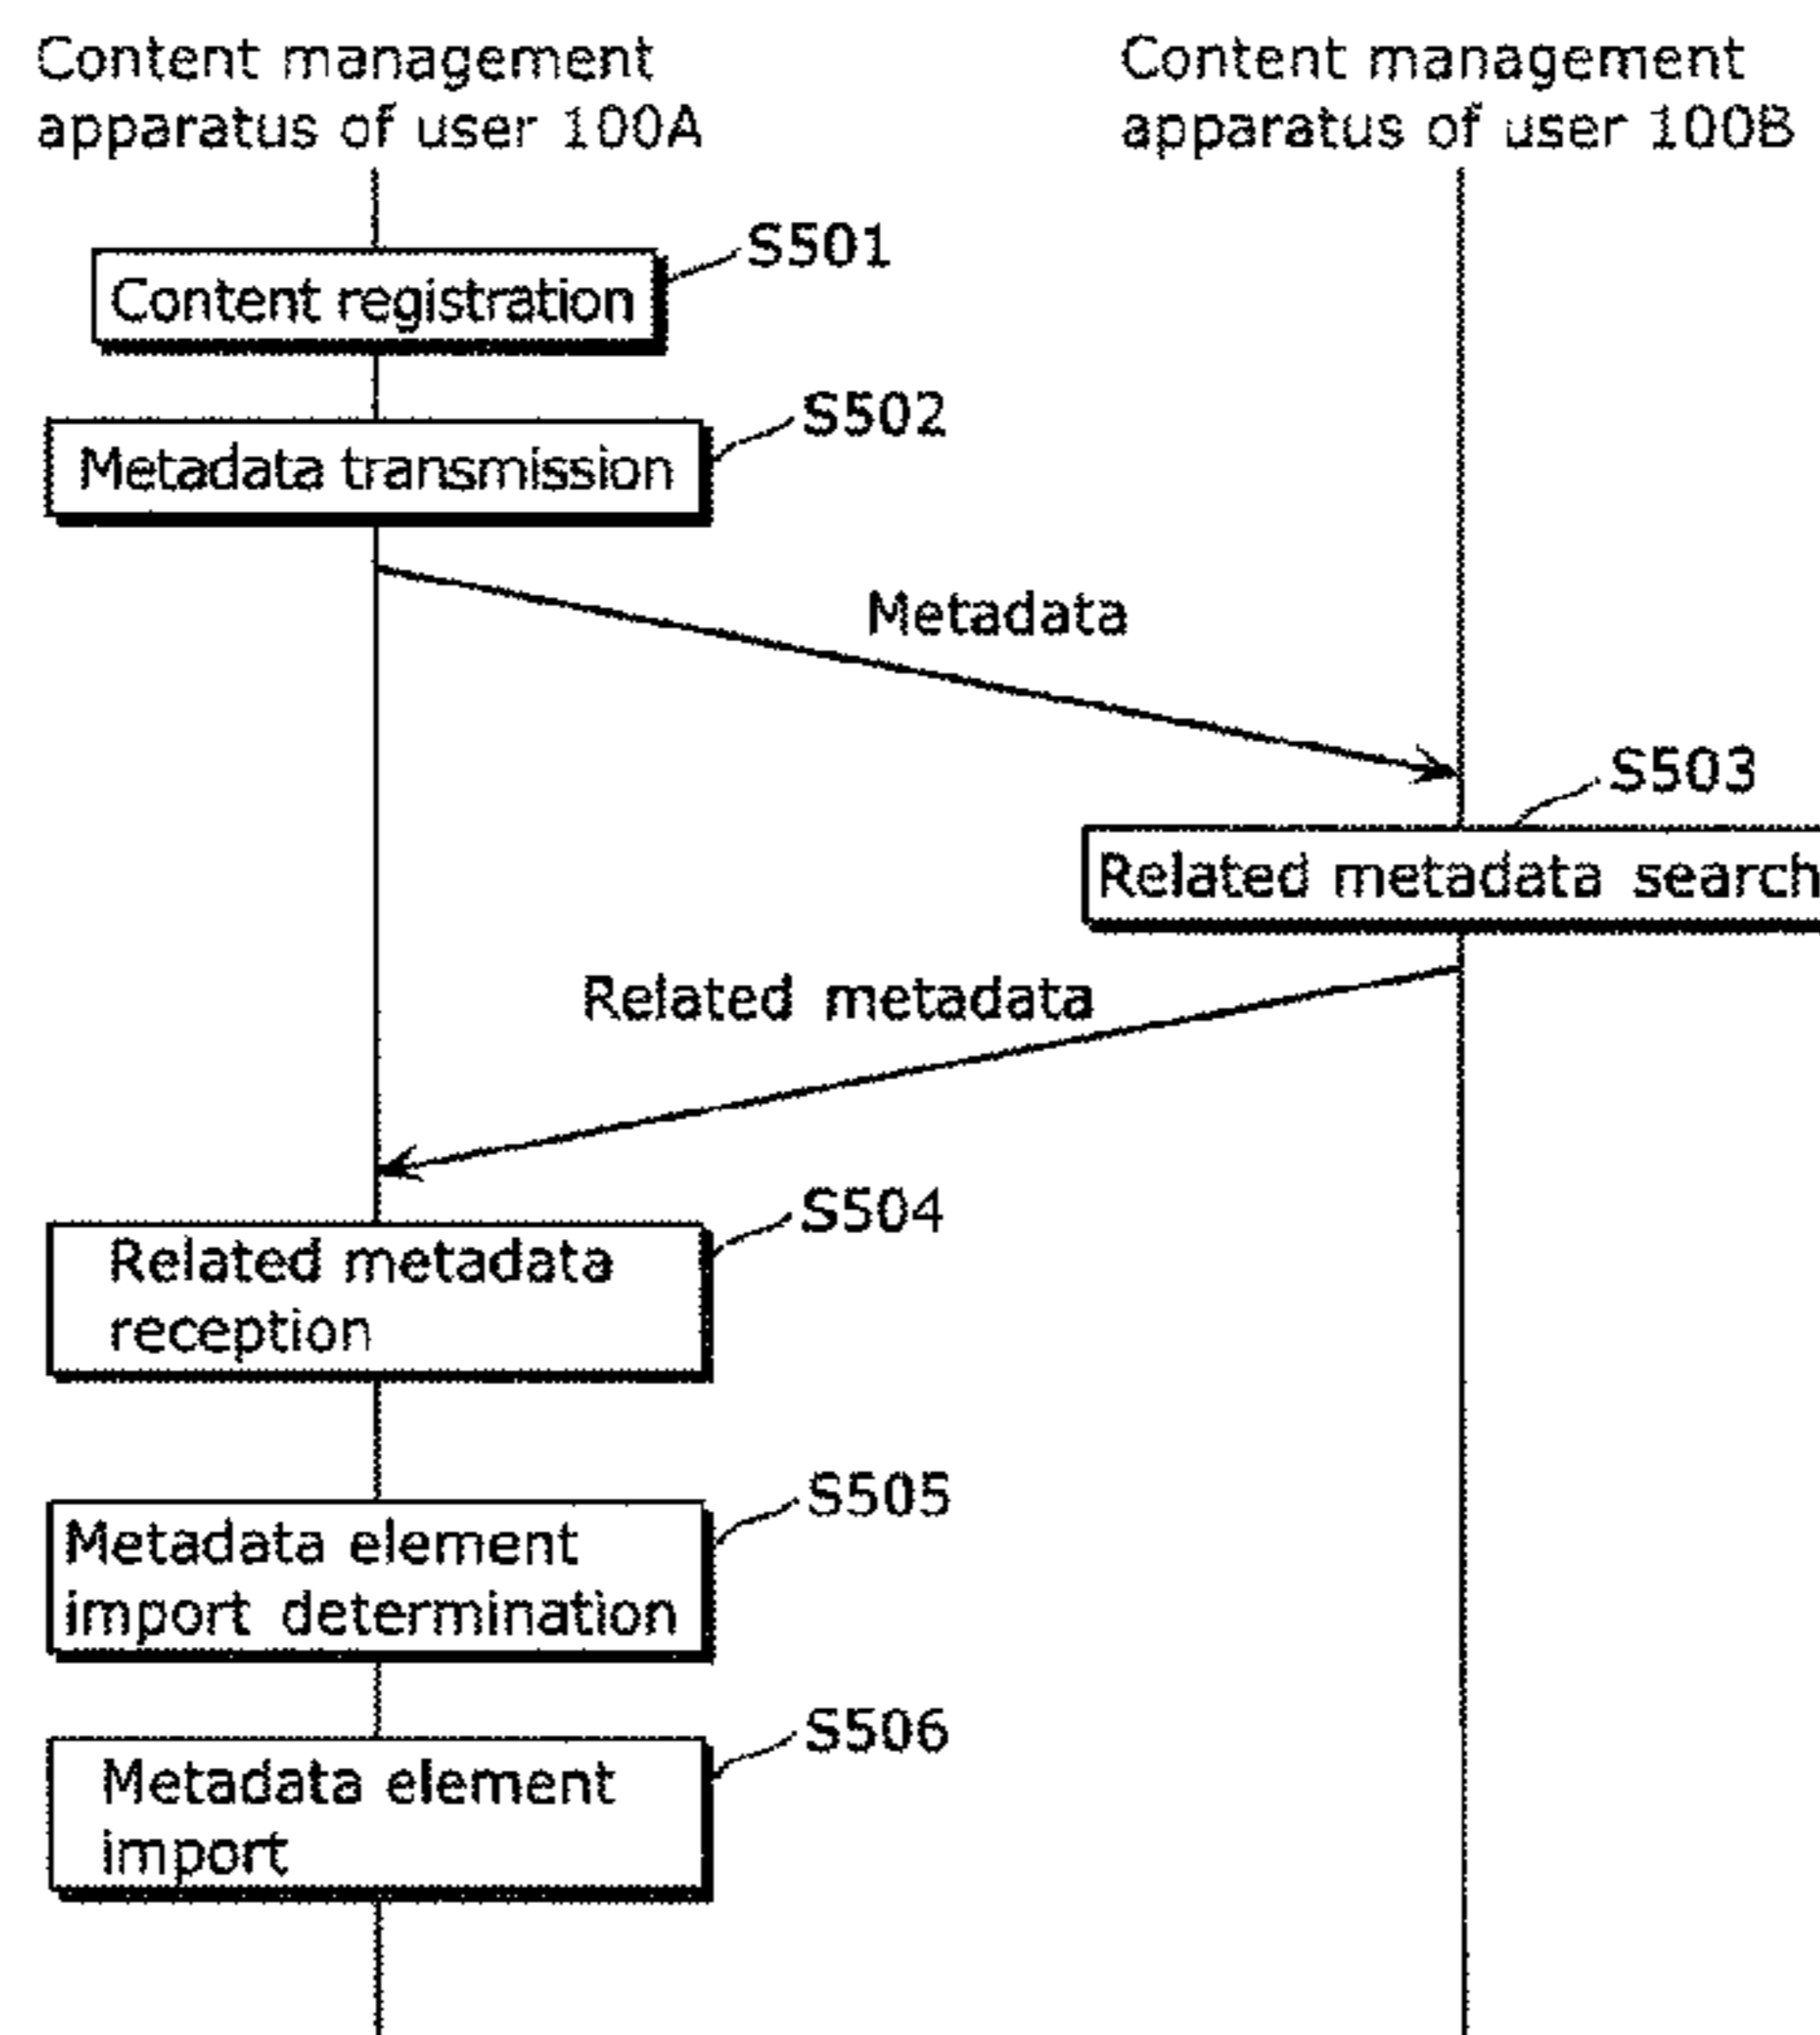 Content management
apparatus of user 100A
Content management
apparatus of user 100B
S501
Content registration
S502
Metadata transmission
Metadata
S503
Related metadata search
Related metadata
S504
Related metadata
reception
S505
Metadata element
import determination
S506
Metadata element
import